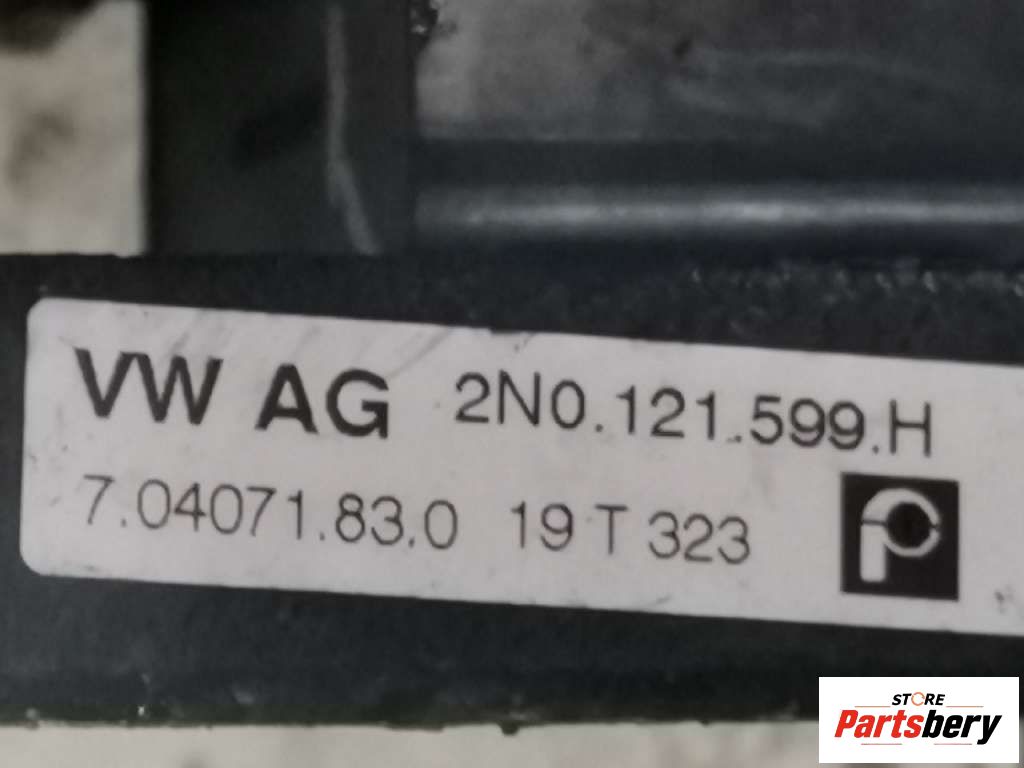 VW AG 2N0.121.599.H
7.04071.83.0 19 T 323
STORE
Partsbery